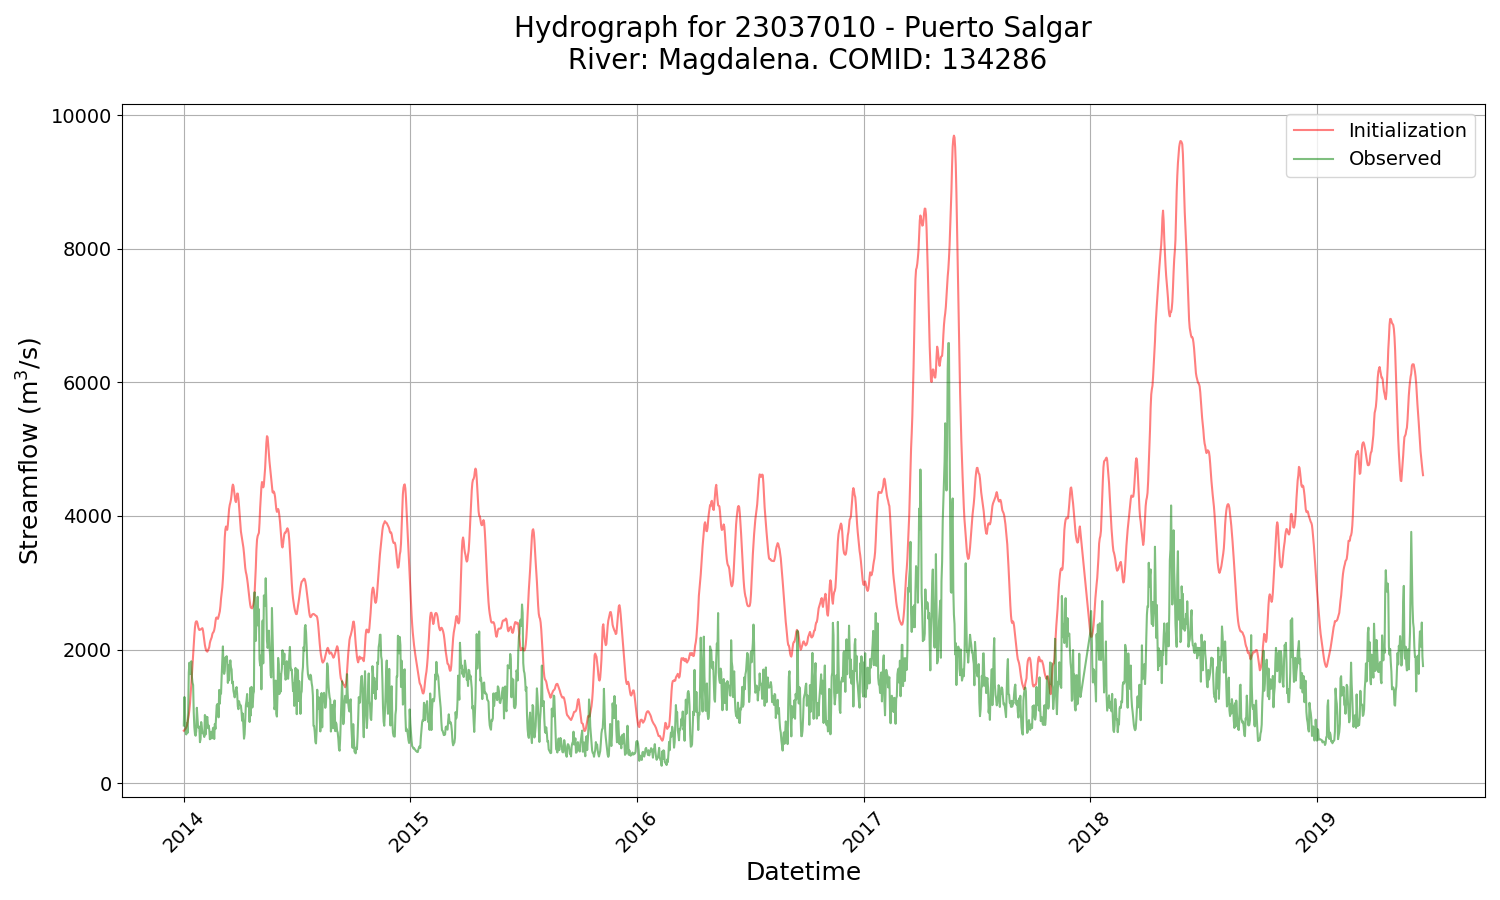 Hydrograph for 23037010 - Puerto Salgar
River: Magdalena. COMID: 134286
Initialization
Observed
Streamflow (m³/s)
10000
8000
6000
4000
2000
0
2014
2015
2016
2017
2018
2019
Datetime